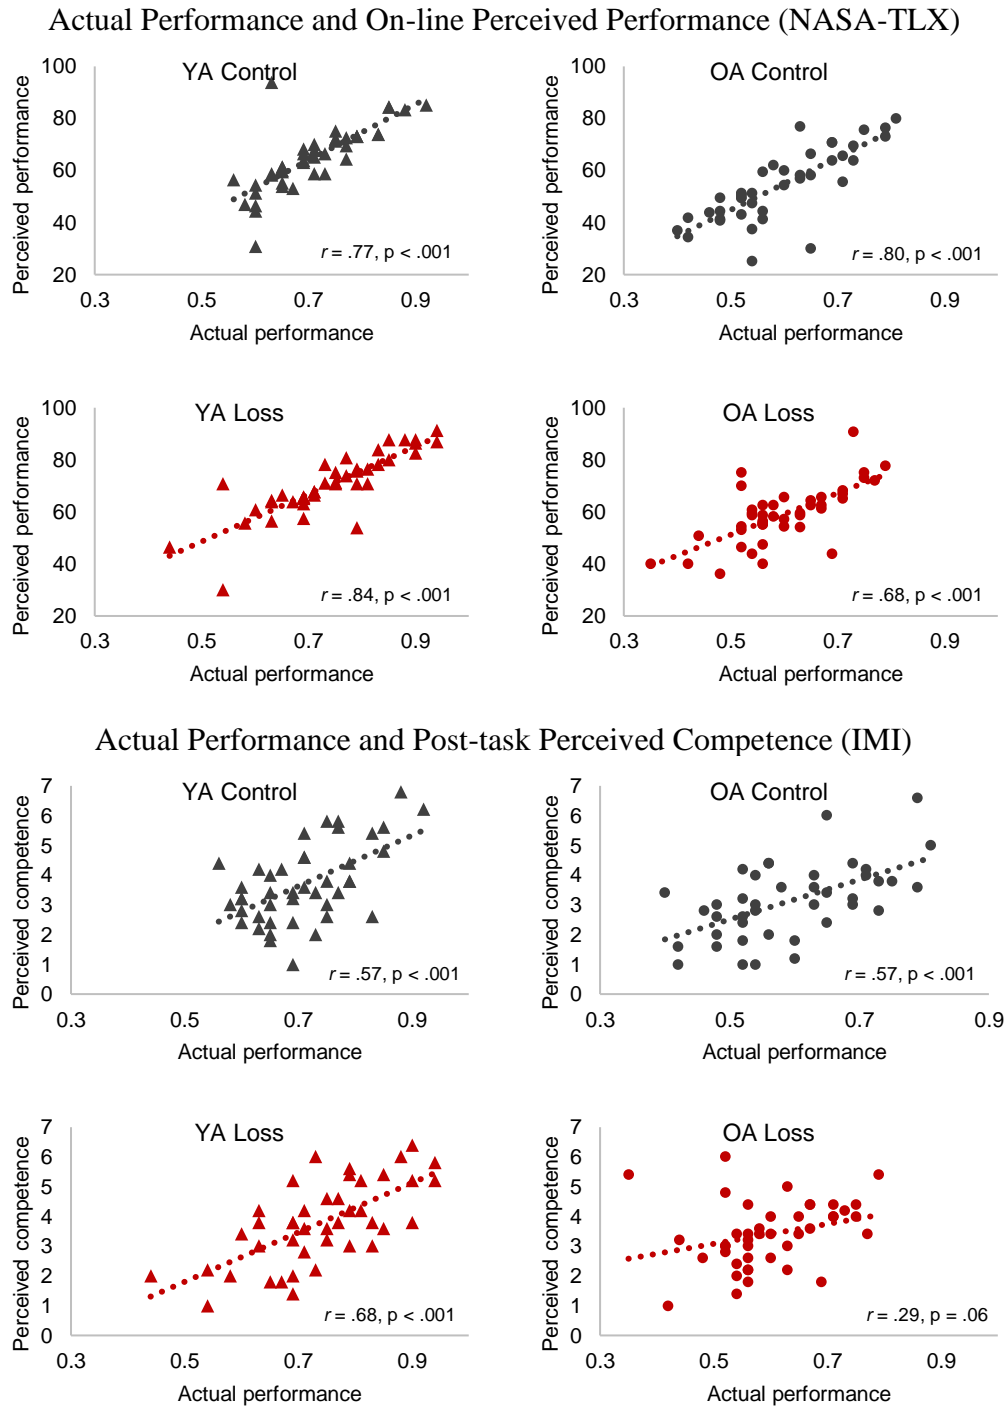 Actual Performance and On-line Perceived Performance (NASA-TLX)
YA Control
Perceived performance
100
80
60
40
20
r = .77, p < .001
0.3 0.5 0.7 0.9
Actual performance
OA Control
Perceived performance
100
80
60
40
20
r = .80, p < .001
0.3 0.5 0.7 0.9
Actual performance
YA Loss
Perceived performance
100
80
60
40
20
r = .84, p < .001
0.3 0.5 0.7 0.9
Actual performance
OA Loss
Perceived performance
100
80
60
40
20
r = .68, p < .001
0.3 0.5 0.7 0.9
Actual performance
Actual Performance and Post-task Perceived Competence (IMI)
YA Control
Perceived competence
7
6
5
4
3
2
1
0
r = .57, p < .001
0.3 0.5 0.7 0.9
Actual performance
OA Control
Perceived competence
7
6
5
4
3
2
1
0
r = .57, p < .001
0.3 0.5 0.7 0.9
Actual performance
YA Loss
Perceived competence
7
6
5
4
3
2
1
0
r = .68, p < .001
0.3 0.5 0.7 0.9
Actual performance
OA Loss
Perceived competence
7
6
5
4
3
2
1
0
r = .29, p = .06
0.3 0.5 0.7 0.9
Actual performance